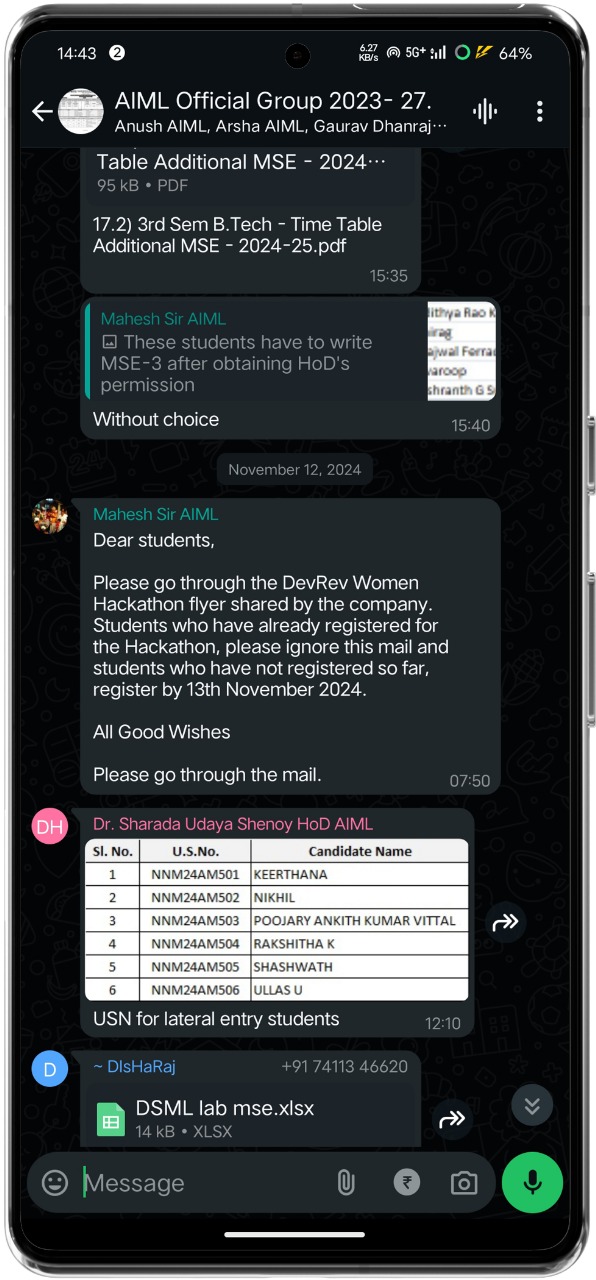 14:43 2 6.27 KB/s 5G+ 64%
AIML Official Group 2023- 27.
Anush AIML, Arsha AIML, Gaurav Dhanraj...
Table Additional MSE - 2024...
95 kB • PDF
17.2) 3rd Sem B.Tech - Time Table
Additional MSE - 2024-25.pdf
15:35
Mahesh Sir AIML
These students have to write
MSE-3 after obtaining HoD's
permission
lithya Rao K
irag
ajwal Ferrao
varoop
shranth G S
Without choice
15:40
November 12, 2024
Mahesh Sir AIML
Dear students,
Please go through the DevRev Women
Hackathon flyer shared by the company.
Students who have already registered for
the Hackathon, please ignore this mail and
students who have not registered so far,
register by 13th November 2024.
All Good Wishes
Please go through the mail.
07:50
DH
Dr. Sharada Udaya Shenoy HoD AIML
Sl. No. U.S.No. Candidate Name
1 NNM24AM501 KEERTHANA
2 NNM24AM502 NIKHIL
3 NNM24AM503 POOJARY ANKITH KUMAR VITTAL
4 NNM24AM504 RAKSHITHA K
5 NNM24AM505 SHASHWATH
6 NNM24AM506 ULLAS U
USN for lateral entry students
12:10
D
~ DIsHaRaj +91 74113 46620
DSML lab mse.xlsx
14 kB • XLSX
Message
₹